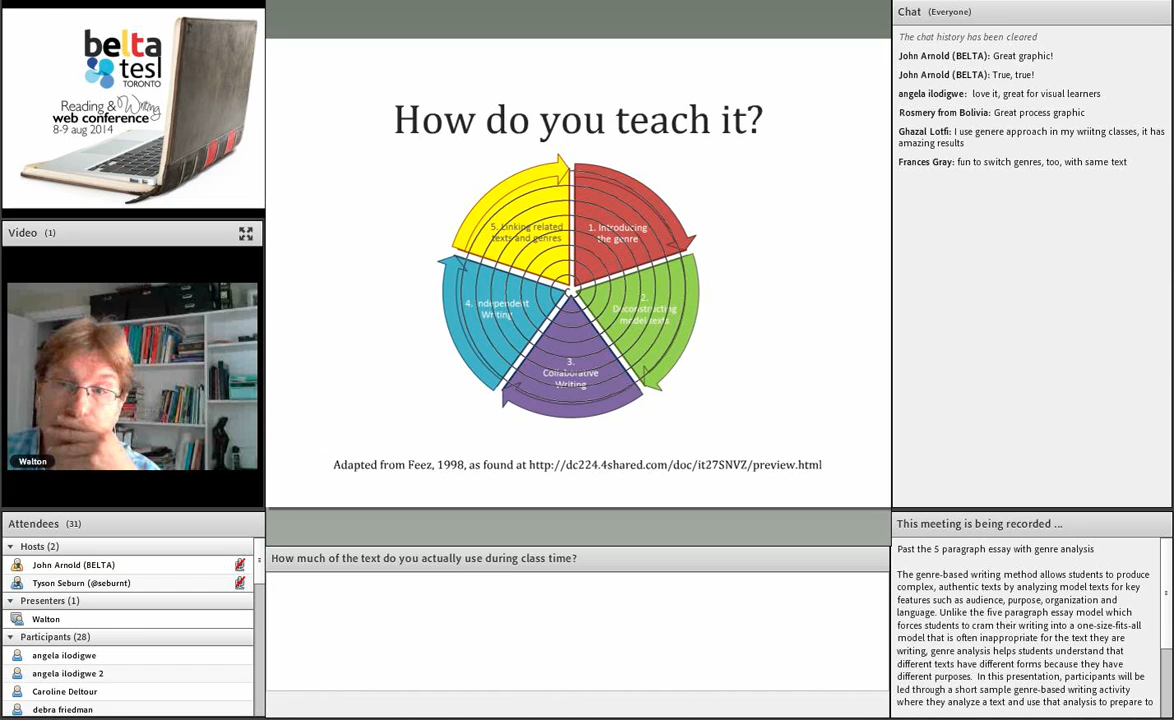 belta
tesl
TORONTO
Reading & Writing
web conference
8-9 aug 2014
Video (1)
Walton
Attendees (31)
Hosts (2)
John Arnold (BELTA)
Tyson Seburn (@seburnt)
Presenters (1)
Walton
Participants (28)
angela ilodigwe
angela ilodigwe 2
Caroline Deltour
debra friedman
How do you teach it?
5. Linking related
texts and genres
1. Introducing
the genre
4. Independent
Writing
2.
Deconstructing
model texts
3.
Collaborative
Writing
Adapted from Feez, 1998, as found at http://dc224.4shared.com/doc/it27SNVZ/preview.html
How much of the text do you actually use during class time?
Chat (Everyone)
The chat history has been cleared
John Arnold (BELTA): Great graphic!
John Arnold (BELTA): True, true!
angela ilodigwe: love it, great for visual learners
Rosmery from Bolivia: Great process graphic
Ghazal Lotfi: I use genere approach in my wriitng classes, it has
amazing results
Frances Gray: fun to switch genres, too, with same text
This meeting is being recorded ...
Past the 5 paragraph essay with genre analysis
The genre-based writing method allows students to produce
complex, authentic texts by analyzing model texts for key
features such as audience, purpose, organization and
language. Unlike the five paragraph essay model which
forces students to cram their writing into a one-size-fits-all
model that is often inappropriate for the text they are
writing, genre analysis helps students understand that
different texts have different forms because they have
different purposes. In this presentation, participants will be
led through a short sample genre-based writing activity
where they analyze a text and use that analysis to prepare to